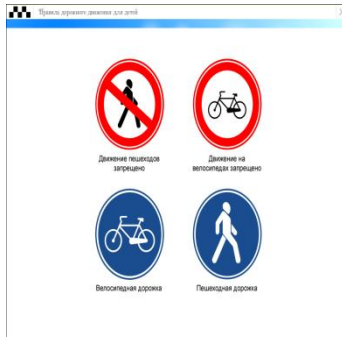 Правила дорожного движения для детей
Движение пешеходов
запрещено
Движение на
велосипедах запрещено
Велосипедная дорожка
Пешеходная дорожка